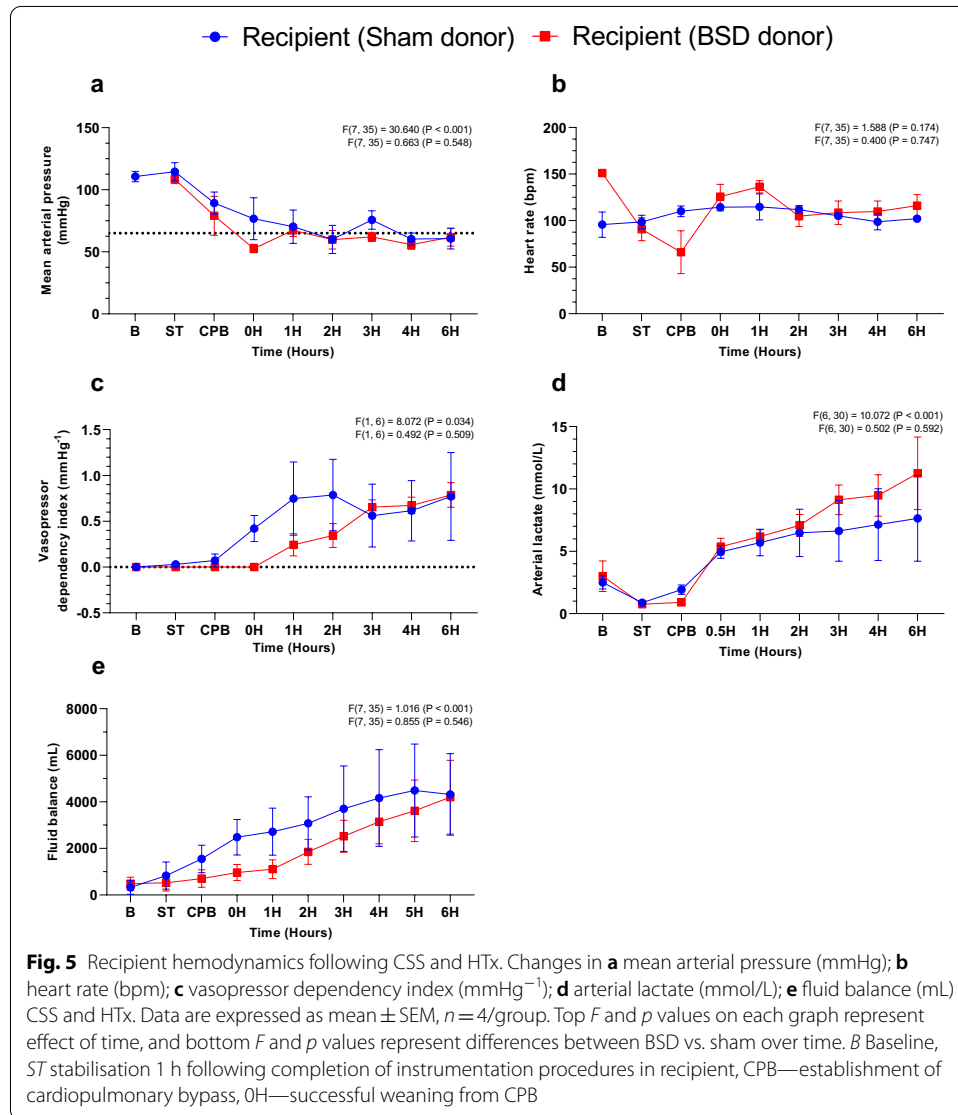 Recipient (Sham donor) Recipient (BSD donor)
a
F(7, 35) = 30.640 (P < 0.001)
F(7, 35) = 0.663 (P = 0.548)
Mean arterial pressure
(mmHg)
150
100
50
0
B ST CPB 0H 1H 2H 3H 4H 6H
Time (Hours)
b
F(7, 35) = 1.588 (P = 0.174)
F(7, 35) = 0.400 (P = 0.747)
Heart rate (bpm)
200
150
100
50
0
B ST CPB 0H 1H 2H 3H 4H 6H
Time (Hours)
c
F(1, 6) = 8.072 (P = 0.034)
F(1, 6) = 0.492 (P = 0.509)
Vasopressor
dependency index (mmHg-1)
1.5
1.0
0.5
0.0
-0.5
B ST CPB 0H 1H 2H 3H 4H 6H
Time (Hours)
d
F(6, 30) = 10.072 (P < 0.001)
F(6, 30) = 0.502 (P = 0.592)
Arterial lactate (mmol/L)
15
10
5
0
B ST CPB 0.5H 1H 2H 3H 4H 6H
Time (Hours)
e
F(7, 35) = 1.016 (P < 0.001)
F(7, 35) = 0.855 (P = 0.546)
Fluid balance (mL)
8000
6000
4000
2000
0
B ST CPB 0H 1H 2H 3H 4H 5H 6H
Time (Hours)
Fig. 5 Recipient hemodynamics following CSS and HTx. Changes in a mean arterial pressure (mmHg); b
heart rate (bpm); c vasopressor dependency index (mmHg−1); d arterial lactate (mmol/L); e fluid balance (mL)
CSS and HTx. Data are expressed as mean ± SEM, n = 4/group. Top F and p values on each graph represent
effect of time, and bottom F and p values represent differences between BSD vs. sham over time. B Baseline,
ST stabilisation 1 h following completion of instrumentation procedures in recipient, CPB—establishment of
cardiopulmonary bypass, 0H—successful weaning from CPB